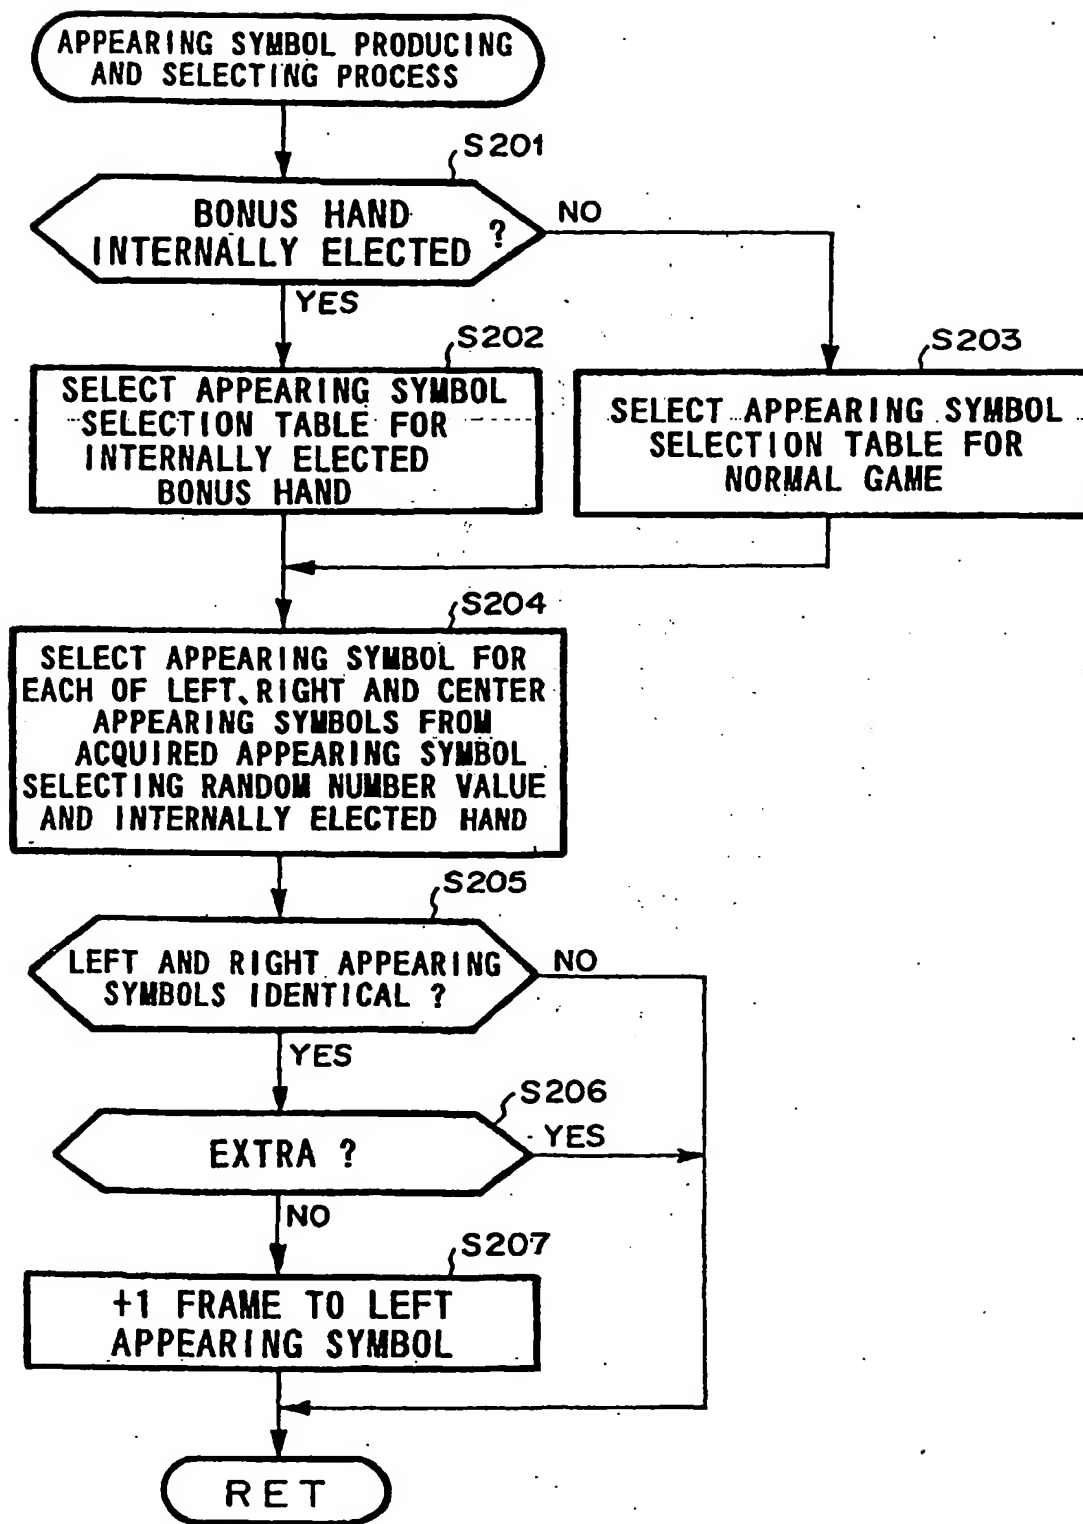 APPEARING SYMBOL PRODUCING
AND SELECTING PROCESS
S201
BONUS HAND
INTERNALLY ELECTED ?
NO
YES
S202
SELECT APPEARING SYMBOL
SELECTION TABLE FOR
INTERNALLY ELECTED
BONUS HAND
S203
SELECT APPEARING SYMBOL
SELECTION TABLE FOR
NORMAL GAME
S204
SELECT APPEARING SYMBOL FOR
EACH OF LEFT、RIGHT AND CENTER
APPEARING SYMBOLS FROM
ACQUIRED APPEARING SYMBOL
SELECTING RANDOM NUMBER VALUE
AND INTERNALLY ELECTED HAND
S205
LEFT AND RIGHT APPEARING
SYMBOLS IDENTICAL ?
NO
YES
S206
EXTRA ?
YES
NO
S207
+1 FRAME TO LEFT
APPEARING SYMBOL
RET